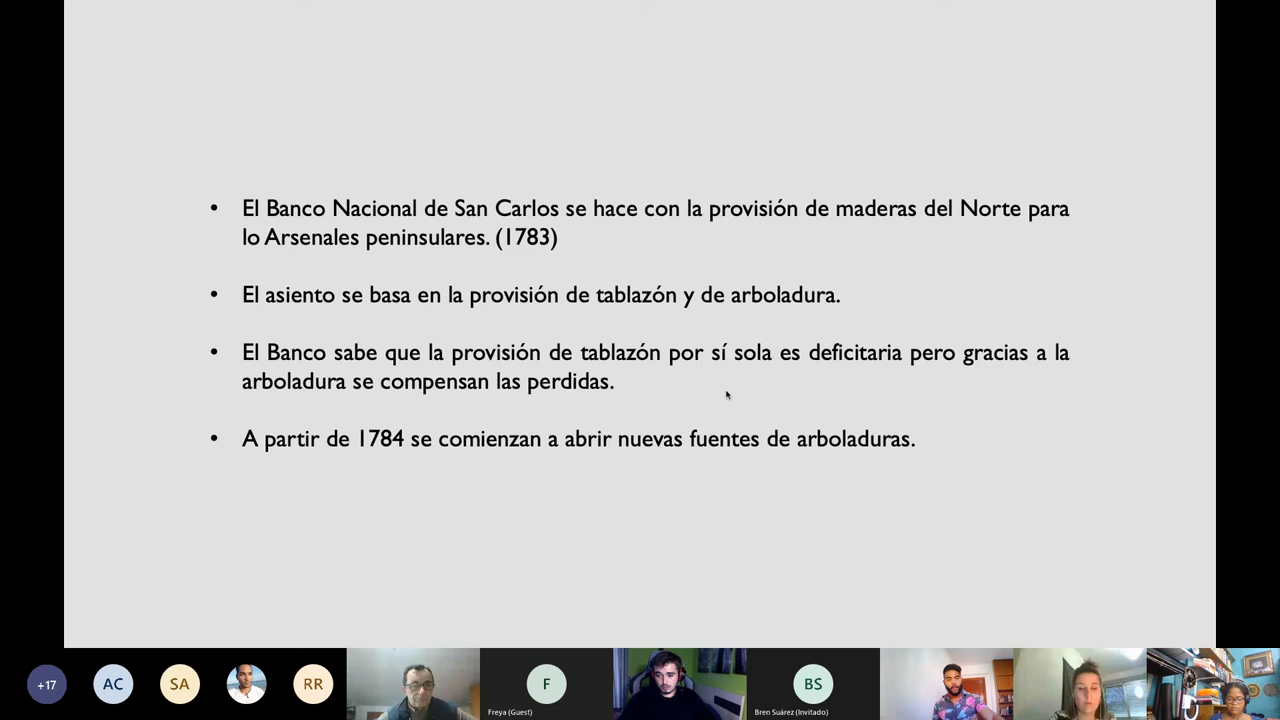 • El Banco Nacional de San Carlos se hace con la provisión de maderas del Norte para
lo Arsenales peninsulares. (1783)
• El asiento se basa en la provisión de tablazón y de arboladura.
• El Banco sabe que la provisión de tablazón por sí sola es deficitaria pero gracias a la
arboladura se compensan las perdidas.
• A partir de 1784 se comienzan a abrir nuevas fuentes de arboladuras.
+17
AC
SA
RR
F
Freya (Guest)
BS
Bren Suárez (Invitado)